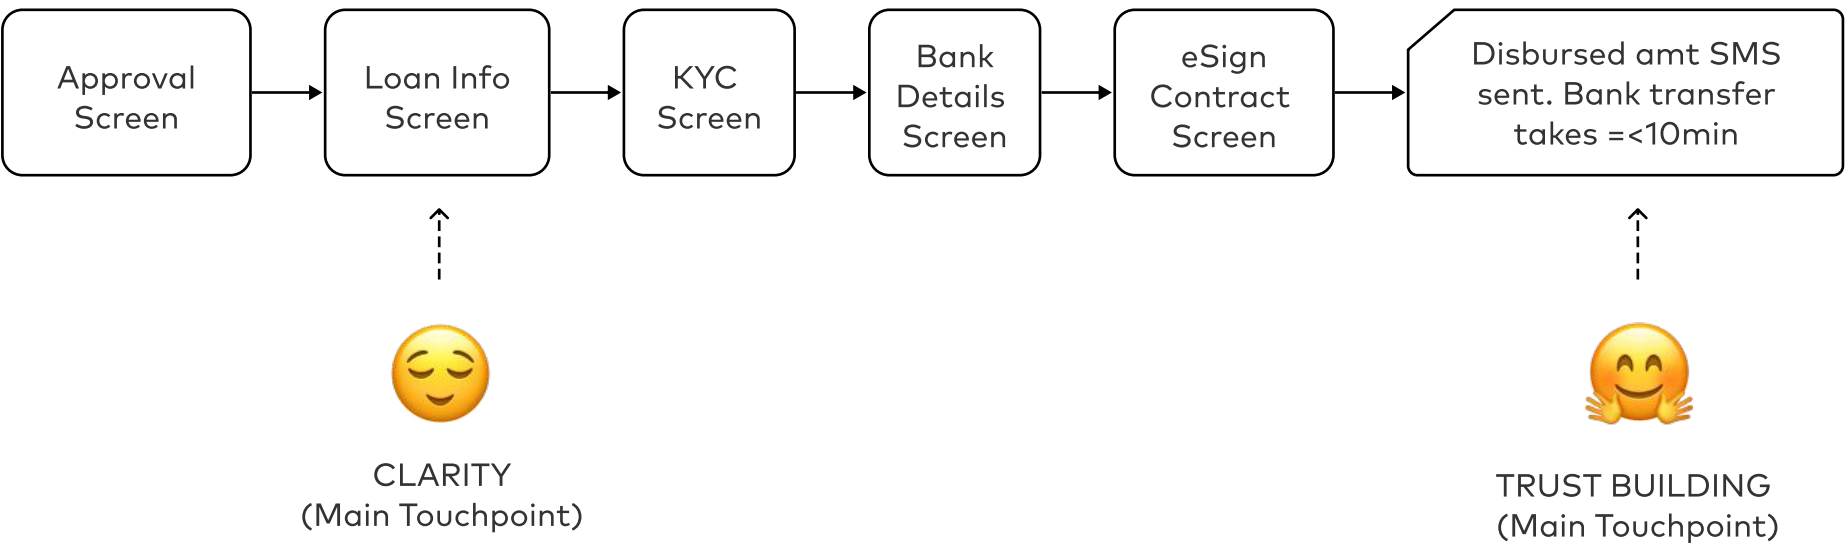 Approval
Screen
Loan Info
Screen
KYC
Screen
Bank
Details
Screen
eSign
Contract
Screen
Disbursed amt SMS
sent. Bank transfer
takes =<10min
CLARITY
(Main Touchpoint)
TRUST BUILDING
(Main Touchpoint)